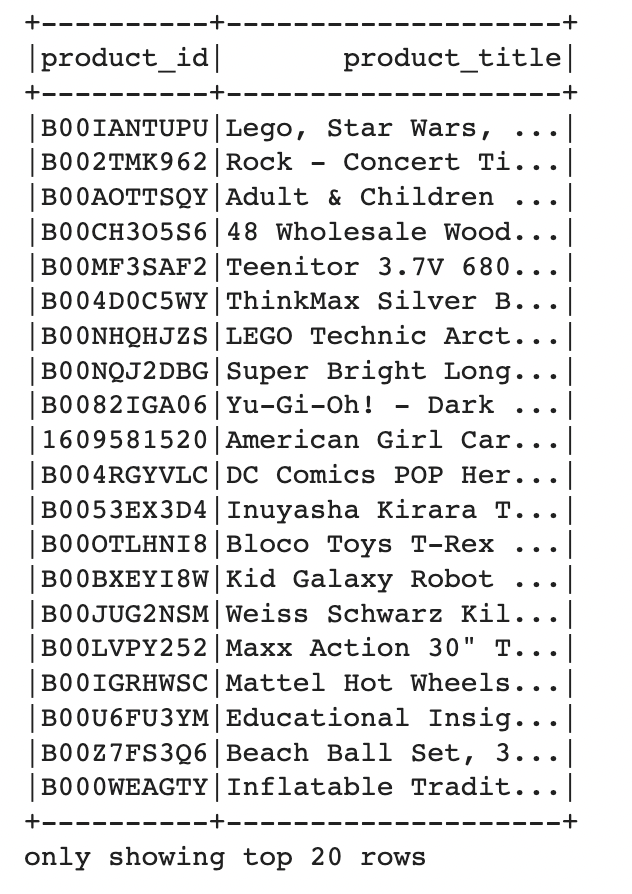 +----------+--------------------+
|product_id|       product_title|
+----------+--------------------+
|B00IANTUPU|Lego, Star Wars, ...|
|B002TMK962|Rock - Concert Ti...|
|B00AOTTSQY|Adult & Children ...|
|B00CH3O5S6|48 Wholesale Wood...|
|B00MF3SAF2|Teenitor 3.7V 680...|
|B004D0C5WY|ThinkMax Silver B...|
|B00NHQHJZS|LEGO Technic Arct...|
|B00NQJ2DBG|Super Bright Long...|
|B0082IGA06|Yu-Gi-Oh! - Dark ...|
|1609581520|American Girl Car...|
|B004RGYVLC|DC Comics POP Her...|
|B0053EX3D4|Inuyasha Kirara T...|
|B00OTLHNI8|Bloco Toys T-Rex ...|
|B00BXEYI8W|Kid Galaxy Robot ...|
|B00JUG2NSM|Weiss Schwarz Kil...|
|B00LVPY252|Maxx Action 30" T...|
|B00IGRHWSC|Mattel Hot Wheels...|
|B00U6FU3YM|Educational Insig...|
|B00Z7FS3Q6|Beach Ball Set, 3...|
|B000WEAGTY|Inflatable Tradit...|
+----------+--------------------+
only showing top 20 rows